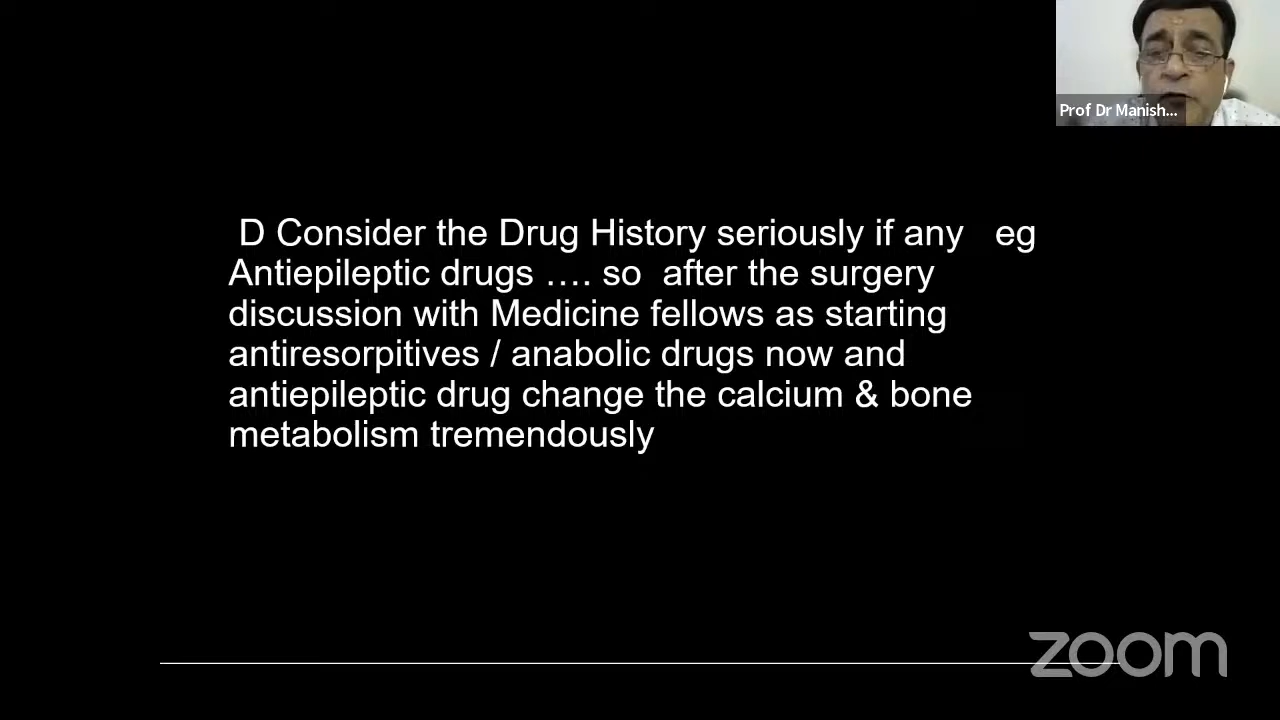 Prof Dr Manish...
D Consider the Drug History seriously if any eg
Antiepileptic drugs …. so after the surgery
discussion with Medicine fellows as starting
antiresorpitives / anabolic drugs now and
antiepileptic drug change the calcium & bone
metabolism tremendously
zoom